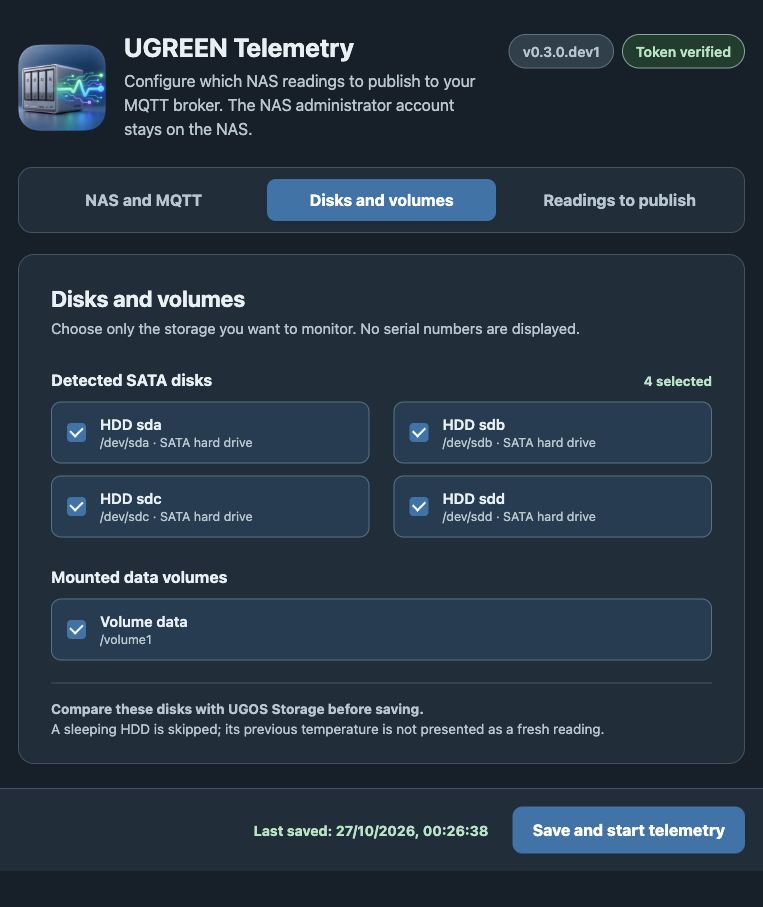 UGREEN Telemetry
v0.3.0.dev1
Token verified
Configure which NAS readings to publish to your
MQTT broker. The NAS administrator account
stays on the NAS.
NAS and MQTT
Disks and volumes
Readings to publish
Disks and volumes
Choose only the storage you want to monitor. No serial numbers are displayed.
Detected SATA disks
4 selected
HDD sda
/dev/sda · SATA hard drive
HDD sdb
/dev/sdb · SATA hard drive
HDD sdc
/dev/sdc · SATA hard drive
HDD sdd
/dev/sdd · SATA hard drive
Mounted data volumes
Volume data
/volume1
Compare these disks with UGOS Storage before saving.
A sleeping HDD is skipped; its previous temperature is not presented as a fresh reading.
Last saved: 27/10/2026, 00:26:38
Save and start telemetry